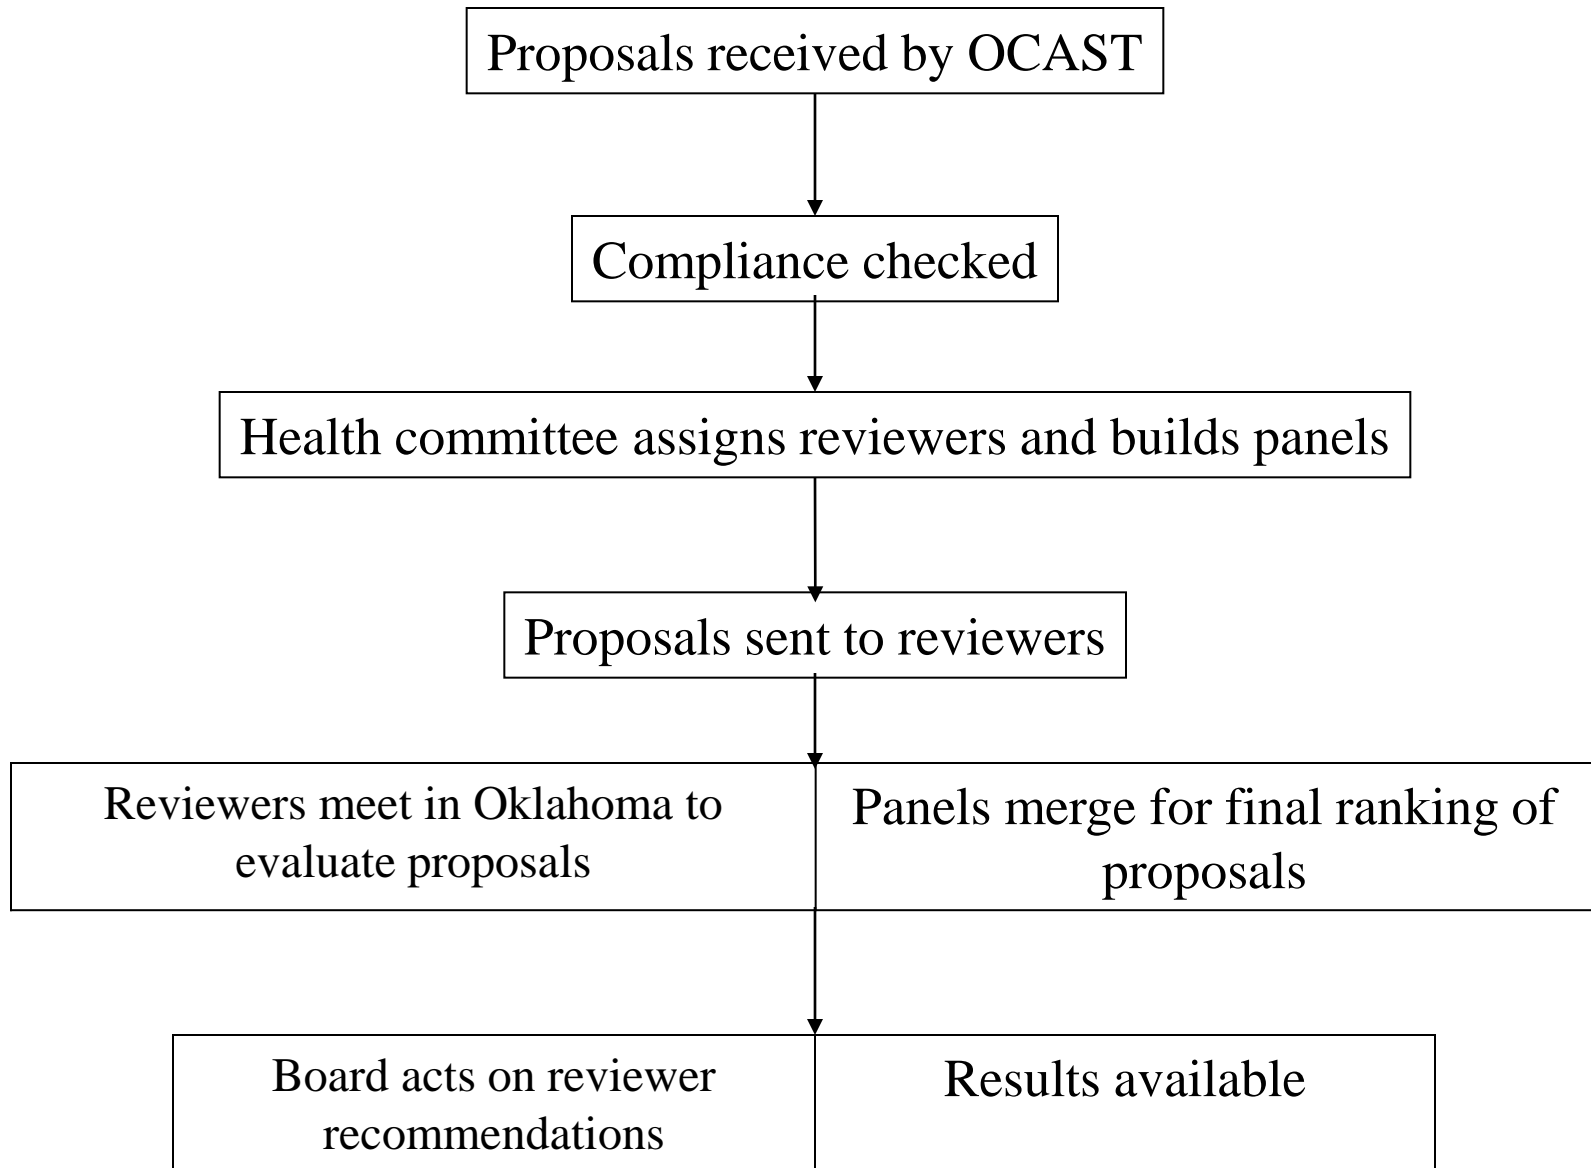 Proposals received by OCAST
Compliance checked
Health committee assigns reviewers and builds panels
Proposals sent to reviewers
Reviewers meet in Oklahoma to
evaluate proposals
Panels merge for final ranking of
proposals
Board acts on reviewer
recommendations
Results available